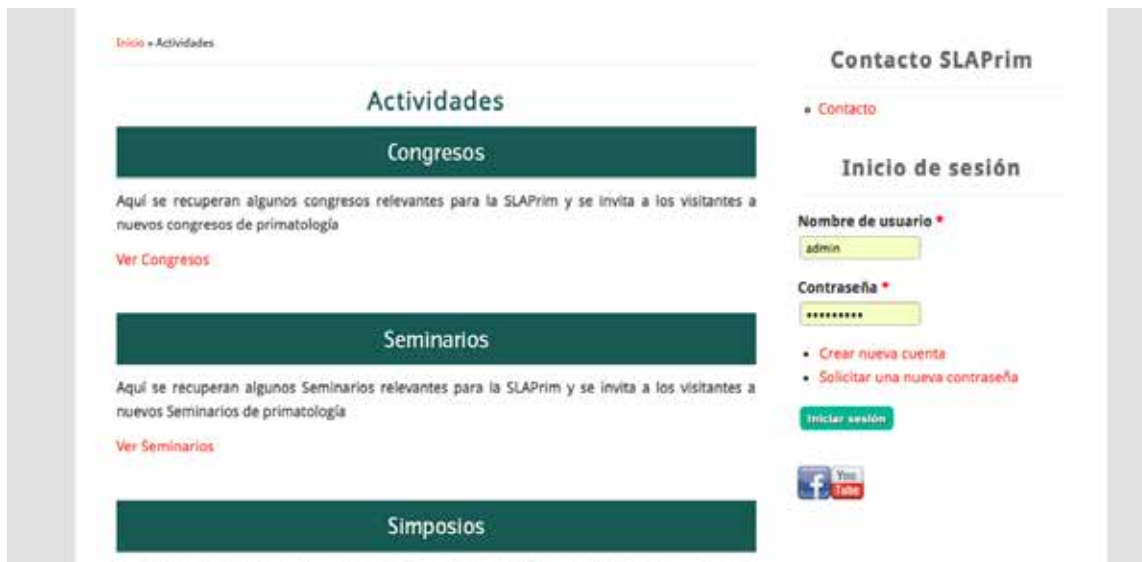 Inicio » Actividades
Actividades
Congresos
Aquí se recuperan algunos congresos relevantes para la SLAPrim y se invita a los visitantes a
nuevos congresos de primatología
Ver Congresos
Seminarios
Aquí se recuperan algunos Seminarios relevantes para la SLAPrim y se invita a los visitantes a
nuevos Seminarios de primatología
Ver Seminarios
Simposios
Contacto SLAPrim
Contacto
Inicio de sesión
Nombre de usuario *
admin
Contraseña *
•••••••••
Crear nueva cuenta
Solicitar una nueva contraseña
Iniciar sesión
f
You
Tube